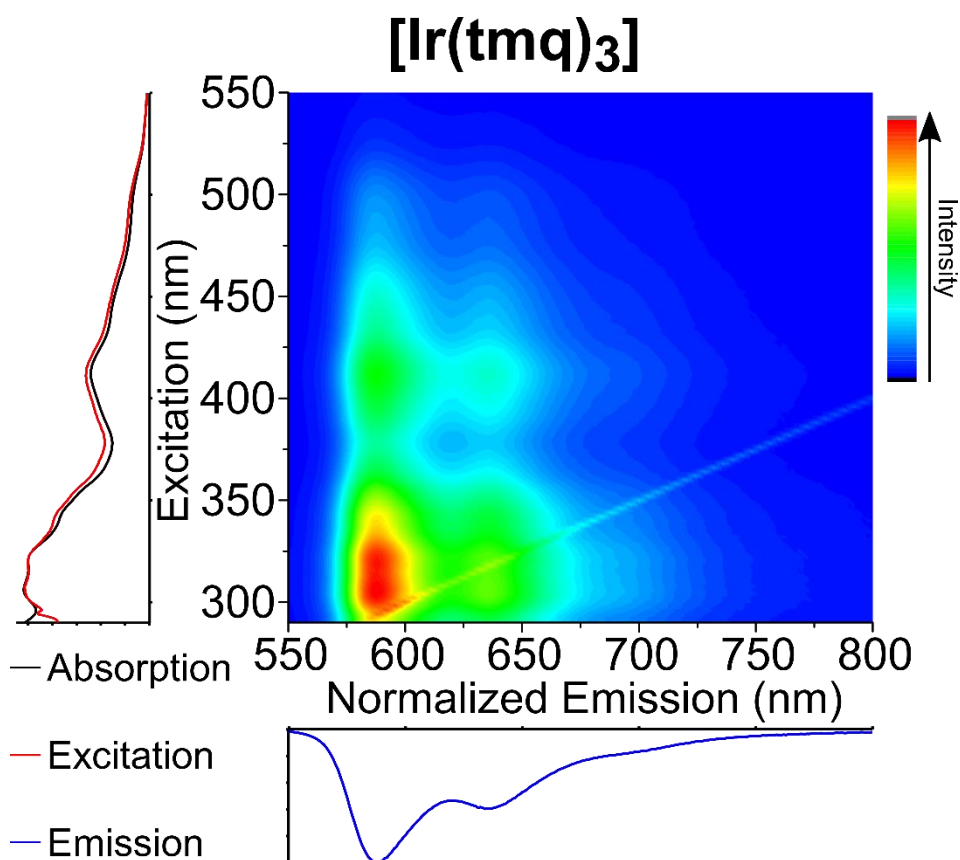 [Ir(tmq)3]
550
500
450
400
350
300
Excitation (nm)
Intensity
550 600 650 700 750 800
Normalized Emission (nm)
Absorption
Excitation
Emission